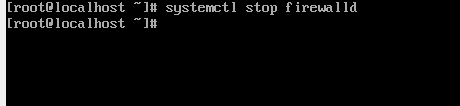 [root@localhost ~]# systemctl stop firewalld
[root@localhost ~]#